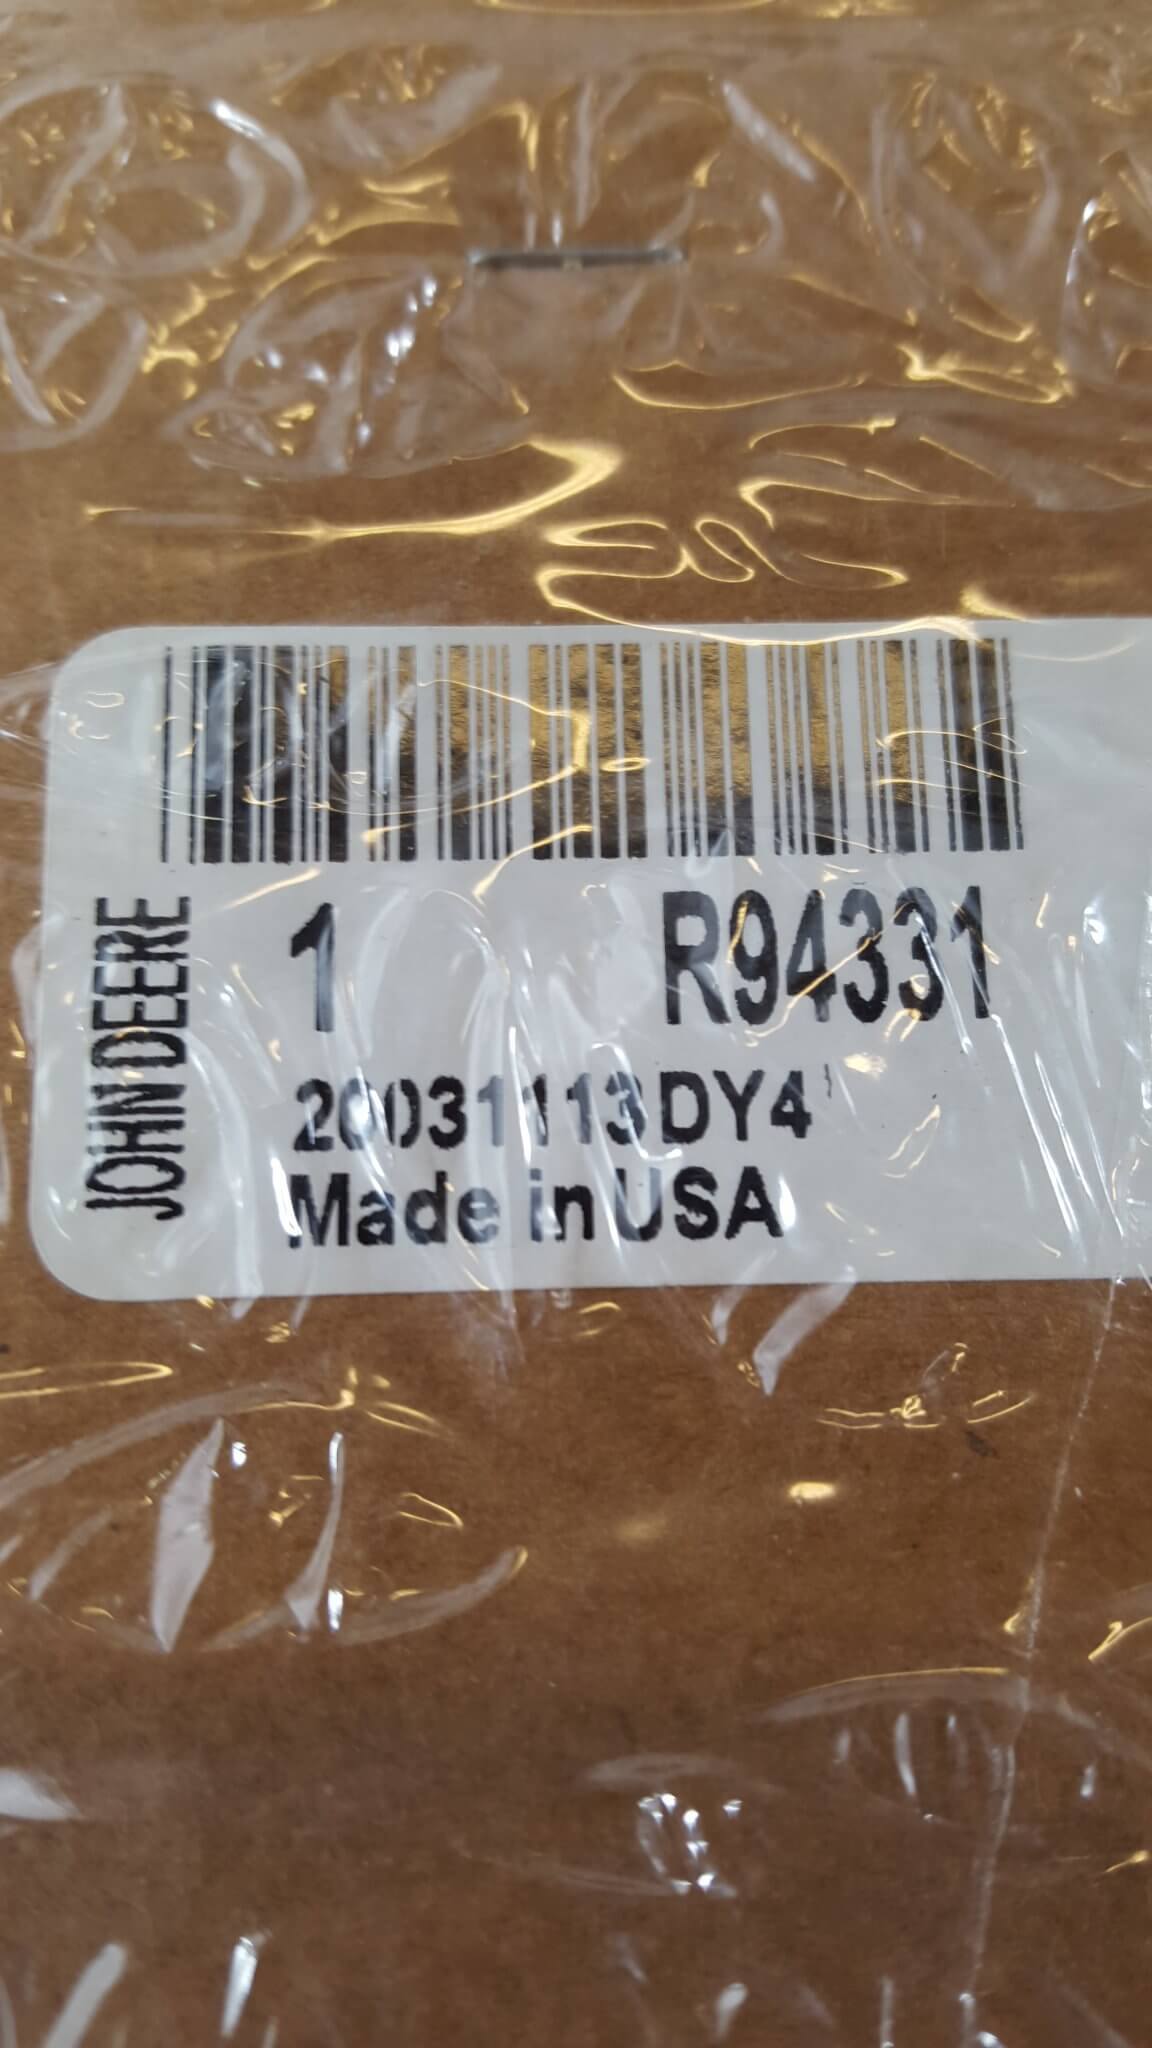 JOHN DEERE
1 R94331
20031113DY4
Made in USA